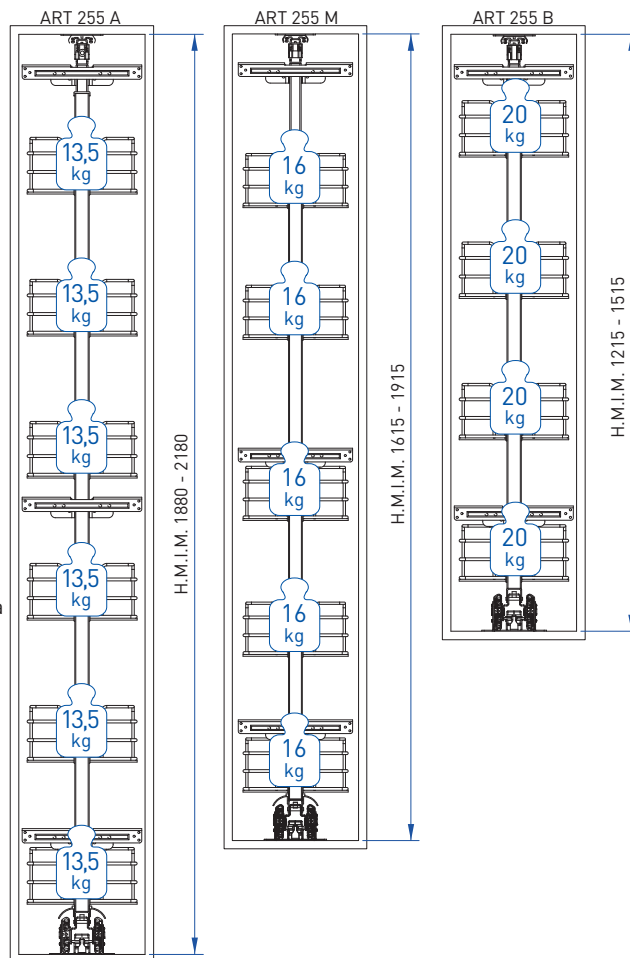 ART 255 A
13,5
kg
13,5
kg
13,5
kg
13,5
kg
13,5
kg
13,5
kg
H.M.I.M. 1880 - 2180
a
ART 255 M
16
kg
16
kg
16
kg
16
kg
16
kg
H.M.I.M. 1615 - 1915
ART 255 B
20
kg
20
kg
20
kg
20
kg
H.M.I.M. 1215 - 1515